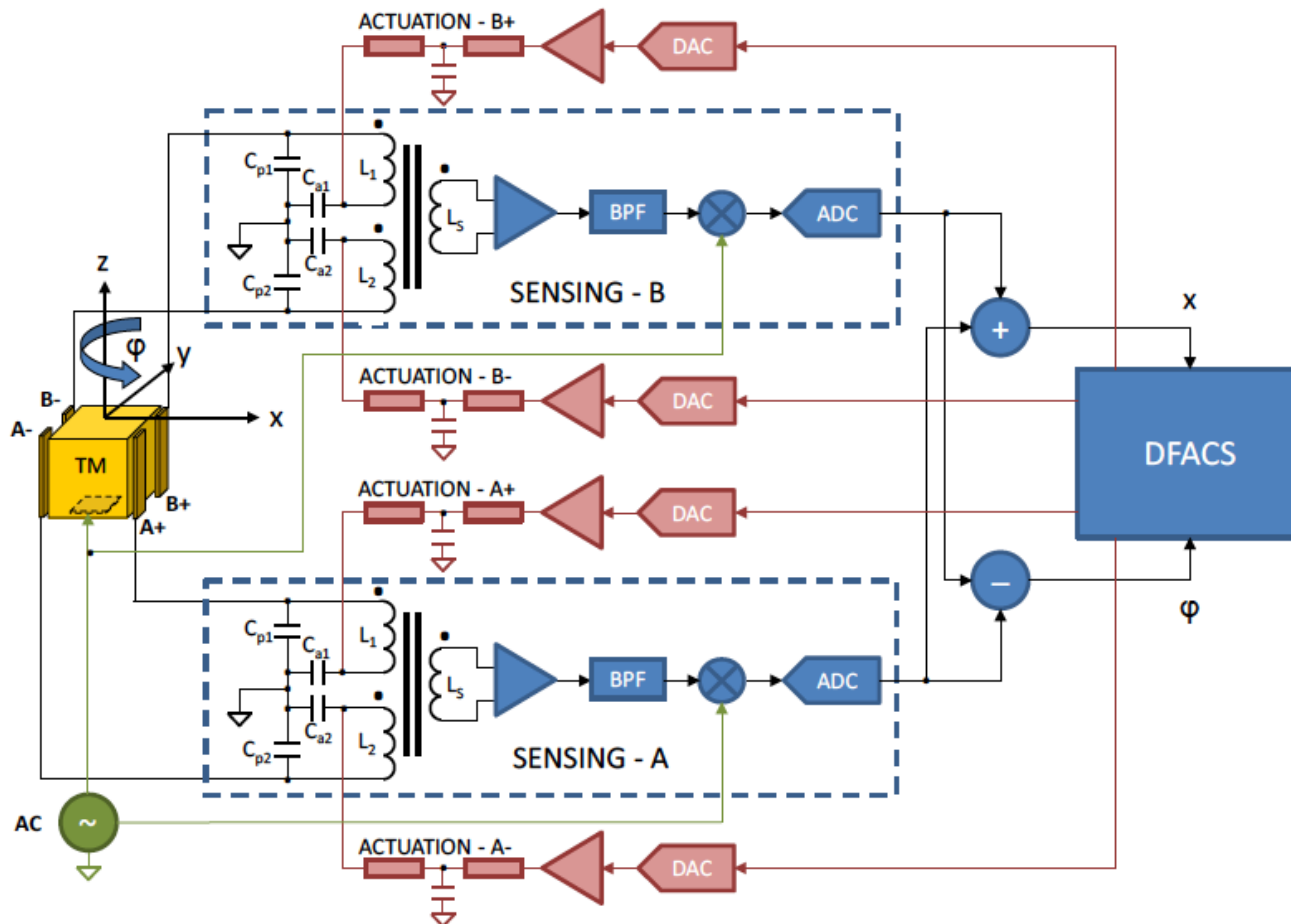 ACTUATION - B+
DAC
Cp1
L1
Ca1
Ls
BPF
ADC
Ca2
L2
Cp2
SENSING - B
z
φ
y
x
B-
A-
TM
B+
A+
ACTUATION - B-
DAC
+
x
DFACS
ACTUATION - A+
DAC
–
φ
Cp1
L1
Ca1
Ls
BPF
ADC
Ca2
L2
Cp2
SENSING - A
AC
~
ACTUATION - A-
DAC